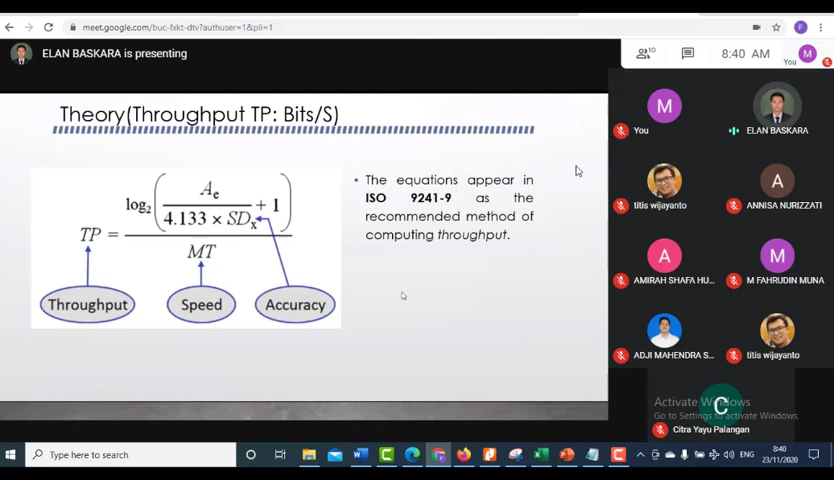 meet.google.com/buc-fxkt-dtv?authuser=1&pli=1
F
ELAN BASKARA is presenting
10
8:40 AM
You
M
Theory(Throughput TP: Bits/S)
TP = log₂(Aₑ / (4.133 × SDₓ) + 1) / MT
Throughput
Speed
Accuracy
• The equations appear in
ISO 9241-9 as the
recommended method of
computing throughput.
M
You
ELAN BASKARA
titis wijayanto
A
ANNISA NURIZZATI
A
AMIRAH SHAFA HU...
M
M FAHRUDIN MUNA
ADJI MAHENDRA S...
titis wijayanto
C
Citra Yayu Palangan
Activate Windows
Go to Settings to activate Windows.
Type here to search
8:40
23/11/2020